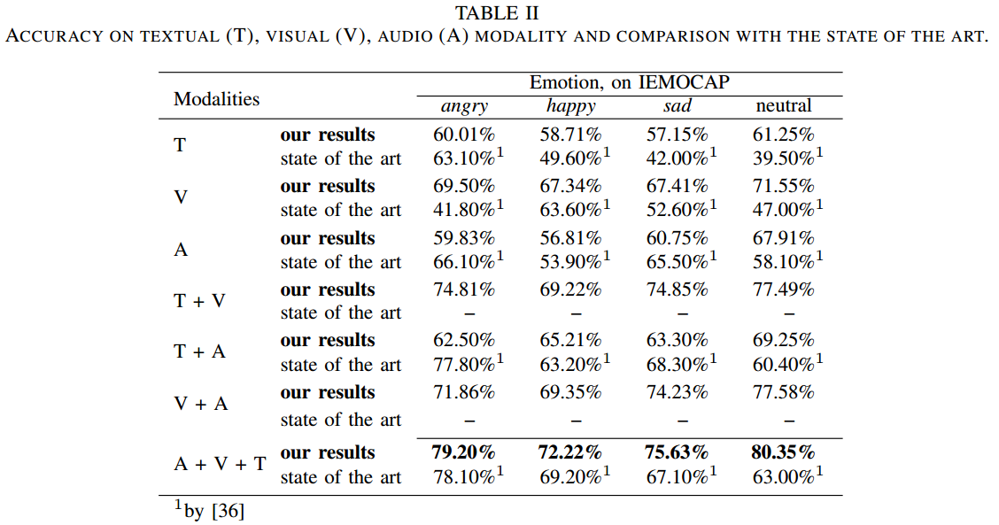 TABLE II
ACCURACY ON TEXTUAL (T), VISUAL (V), AUDIO (A) MODALITY AND COMPARISON WITH THE STATE OF THE ART.
Modalities Emotion, on IEMOCAP
angry happy sad neutral
T our results 60.01% 58.71% 57.15% 61.25%
state of the art 63.10%1 49.60%1 42.00%1 39.50%1
V our results 69.50% 67.34% 67.41% 71.55%
state of the art 41.80%1 63.60%1 52.60%1 47.00%1
A our results 59.83% 56.81% 60.75% 67.91%
state of the art 66.10%1 53.90%1 65.50%1 58.10%1
T + V our results 74.81% 69.22% 74.85% 77.49%
state of the art – – – –
T + A our results 62.50% 65.21% 63.30% 69.25%
state of the art 77.80%1 63.20%1 68.30%1 60.40%1
V + A our results 71.86% 69.35% 74.23% 77.58%
state of the art – – – –
A + V + T our results 79.20% 72.22% 75.63% 80.35%
state of the art 78.10%1 69.20%1 67.10%1 63.00%1
1by [36]